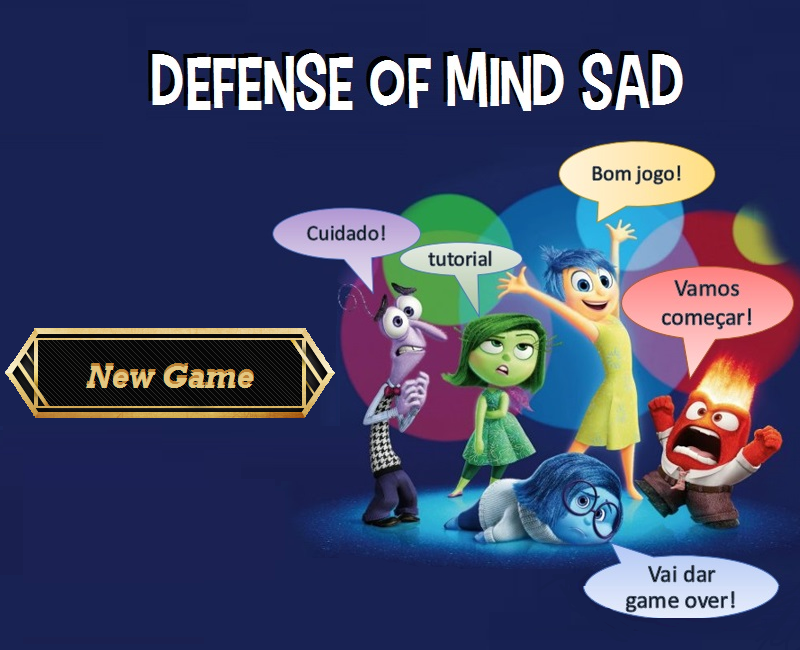 DEFENSE OF MIND SAD
Bom jogo!
Cuidado!
tutorial
Vamos
começar!
New Game
Vai dar
game over!